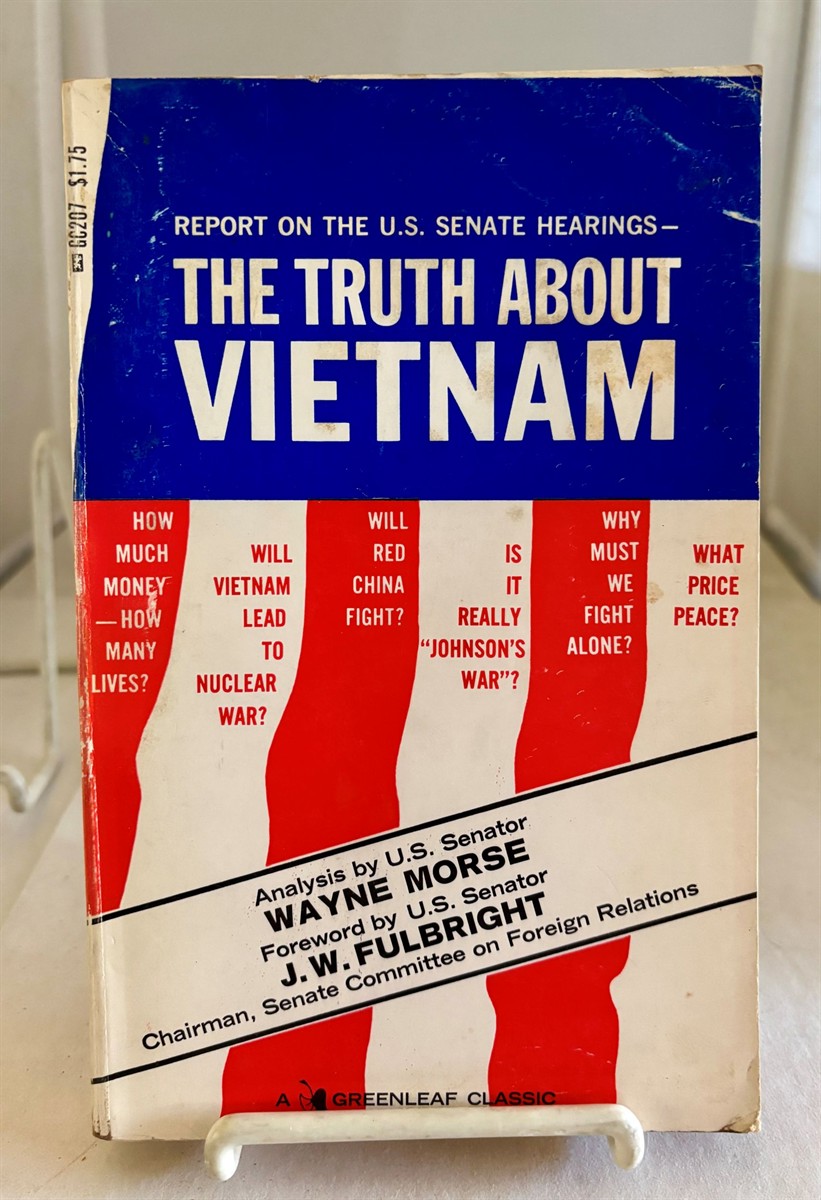 GC207 $1.75
REPORT ON THE U.S. SENATE HEARINGS—
THE TRUTH ABOUT
VIETNAM
HOW
MUCH
MONEY
—HOW
MANY
LIVES?
WILL
VIETNAM
LEAD
TO
NUCLEAR
WAR?
WILL
RED
CHINA
FIGHT?
IS
IT
REALLY
"JOHNSON'S
WAR"?
WHY
MUST
WE
FIGHT
ALONE?
WHAT
PRICE
PEACE?
Analysis by U.S. Senator
WAYNE MORSE
Foreword by U.S. Senator
J.W. FULBRIGHT
Chairman, Senate Committee on Foreign Relations
A GREENLEAF CLASSIC